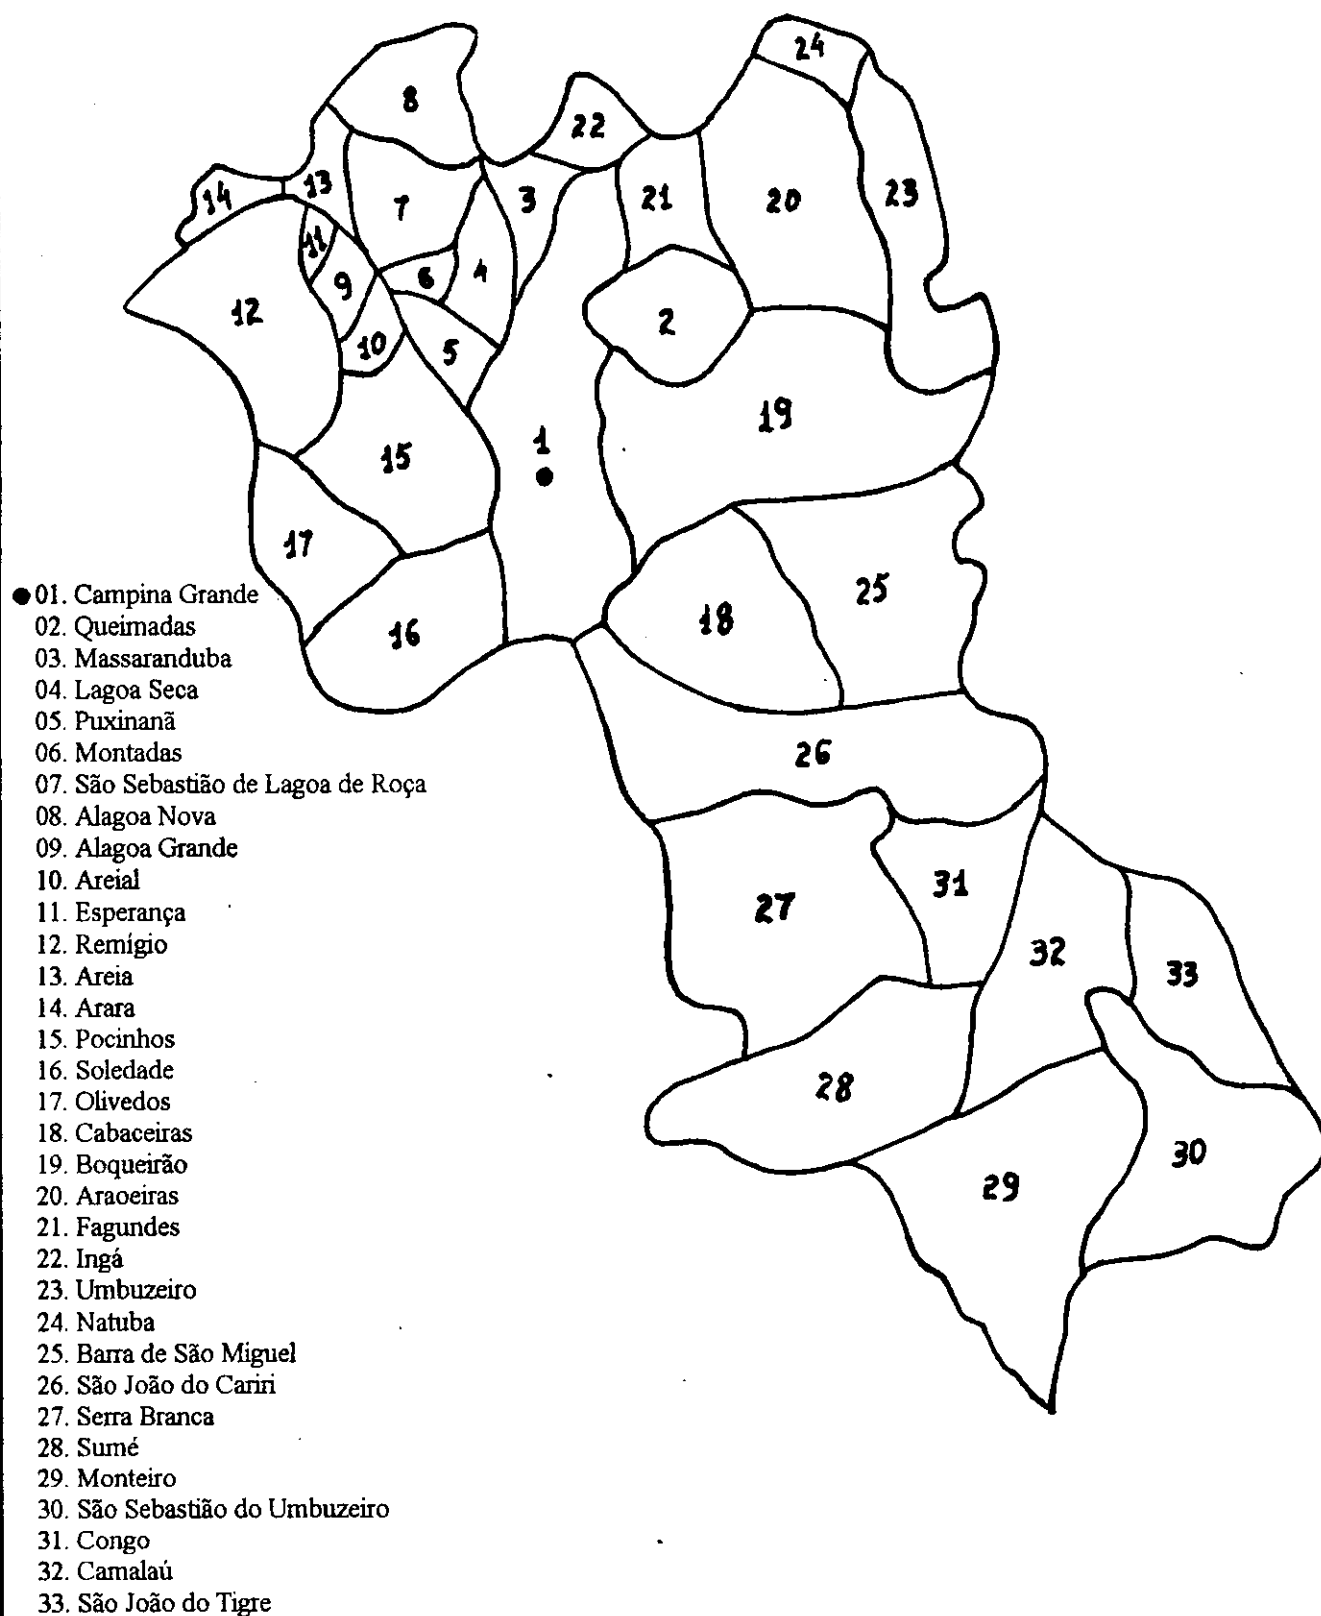 24
8
22
14
13
7
3
21
20
23
11
9
6
4
12
10
5
2
19
1
15
17
18
25
16
●01. Campina Grande
02. Queimadas
03. Massaranduba
04. Lagoa Seca
05. Puxinanã
06. Montadas
07. São Sebastião de Lagoa de Roça
08. Alagoa Nova
09. Alagoa Grande
10. Areial
11. Esperança
12. Remígio
13. Areia
14. Arara
15. Pocinhos
16. Soledade
17. Olivedos
18. Cabaceiras
19. Boqueirão
20. Araoeiras
21. Fagundes
22. Ingá
23. Umbuzeiro
24. Natuba
25. Barra de São Miguel
26. São João do Cariri
27. Serra Branca
28. Sumé
29. Monteiro
30. São Sebastião do Umbuzeiro
31. Congo
32. Camalaú
33. São João do Tigre
26
27
31
32
33
28
29
30